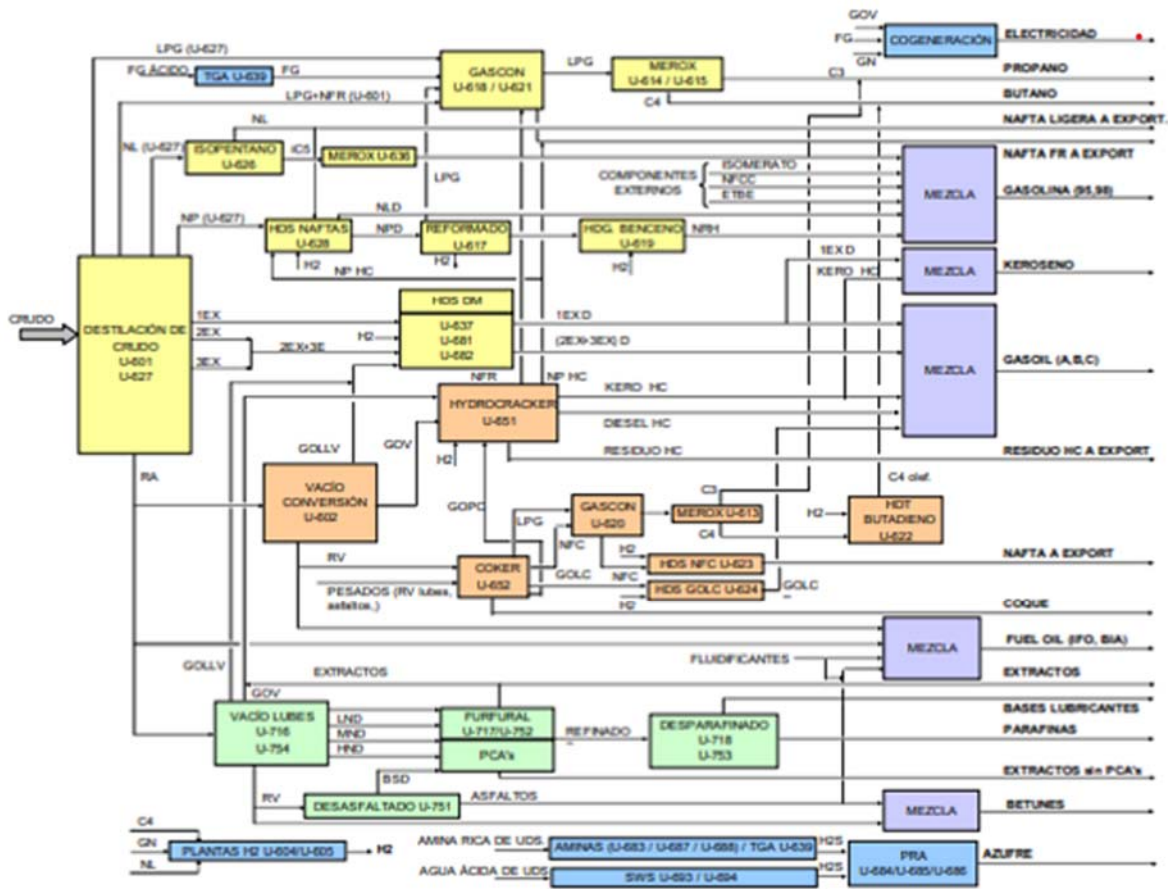 GOV
FG
GN
COGENERACIÓN
ELECTRICIDAD
LPG (U-627)
FG ÁCIDO
TGA U-639
FG
GASCON
U-618 / U-621
LPG
MEROX
U-614 / U-615
C3
C4
PROPANO
BUTANO
LPG+NFR (U-601)
NL
NAFTA LIGERA A EXPORT.
NL (U-627)
ISOPENTANO
U-626
iC5
MEROX U-636
LPG
COMPONENTES
EXTERNOS
ISOMERATO
NFCC
ETBE
MEZCLA
NAFTA FR A EXPORT
GASOLINA (95,98)
NP (U-627)
HDS NAFTAS
U-628
NLD
NPD
REFORMADO
U-617
HDG. BENCENO
U-619
NRH
H2
H2
H2
NP HC
1EX D
KERO HC
MEZCLA
KEROSENO
CRUDO
DESTILACIÓN DE
CRUDO
U-601
U-627
1EX
2EX
3EX
2EX+3E
H2
HDS DM
U-637
U-681
U-682
1EX D
(2EX+3EX) D
MEZCLA
GASOIL (A,B,C)
NFR
NP HC
HYDROCRACKER
U-651
KERO HC
DIESEL HC
RESIDUO HC
RESIDUO HC A EXPORT
GOLLV
GOV
H2
RA
VACÍO
CONVERSIÓN
U-602
GOPC
LPG
NFC
GASCON
U-620
C3
MEROX U-613
C4
H2
HDT
BUTADIENO
U-622
C4 olef.
RV
COKER
U-652
GOLC
NFC
H2
HDS NFC U-623
NAFTA A EXPORT
PESADOS (RV lubes,
asfaltos,)
H2
HDS GOLC U-624
GOLC
COQUE
MEZCLA
FUEL OIL (IFO, BIA)
GOLLV
FLUIDIFICANTES
EXTRACTOS
EXTRACTOS
GOV
VACÍO LUBES
U-716
U-754
LND
MND
HND
FURFURAL
U-717/U-752
PCA's
REFINADO
DESPARAFINADO
U-718
U-753
BASES LUBRICANTES
PARAFINAS
EXTRACTOS sin PCA's
BSD
RV
DESASFALTADO U-751
ASFALTOS
MEZCLA
BETUNES
C4
GN
NL
PLANTAS H2 U-604/U-605
H2
AMINA RICA DE UDS.
AMINAS (U-683 / U-687 / U-688) / TGA U-639
H2S
AGUA ÁCIDA DE UDS
SWS U-693 / U-694
H2S
PRA
U-684/U-685/U-686
AZUFRE